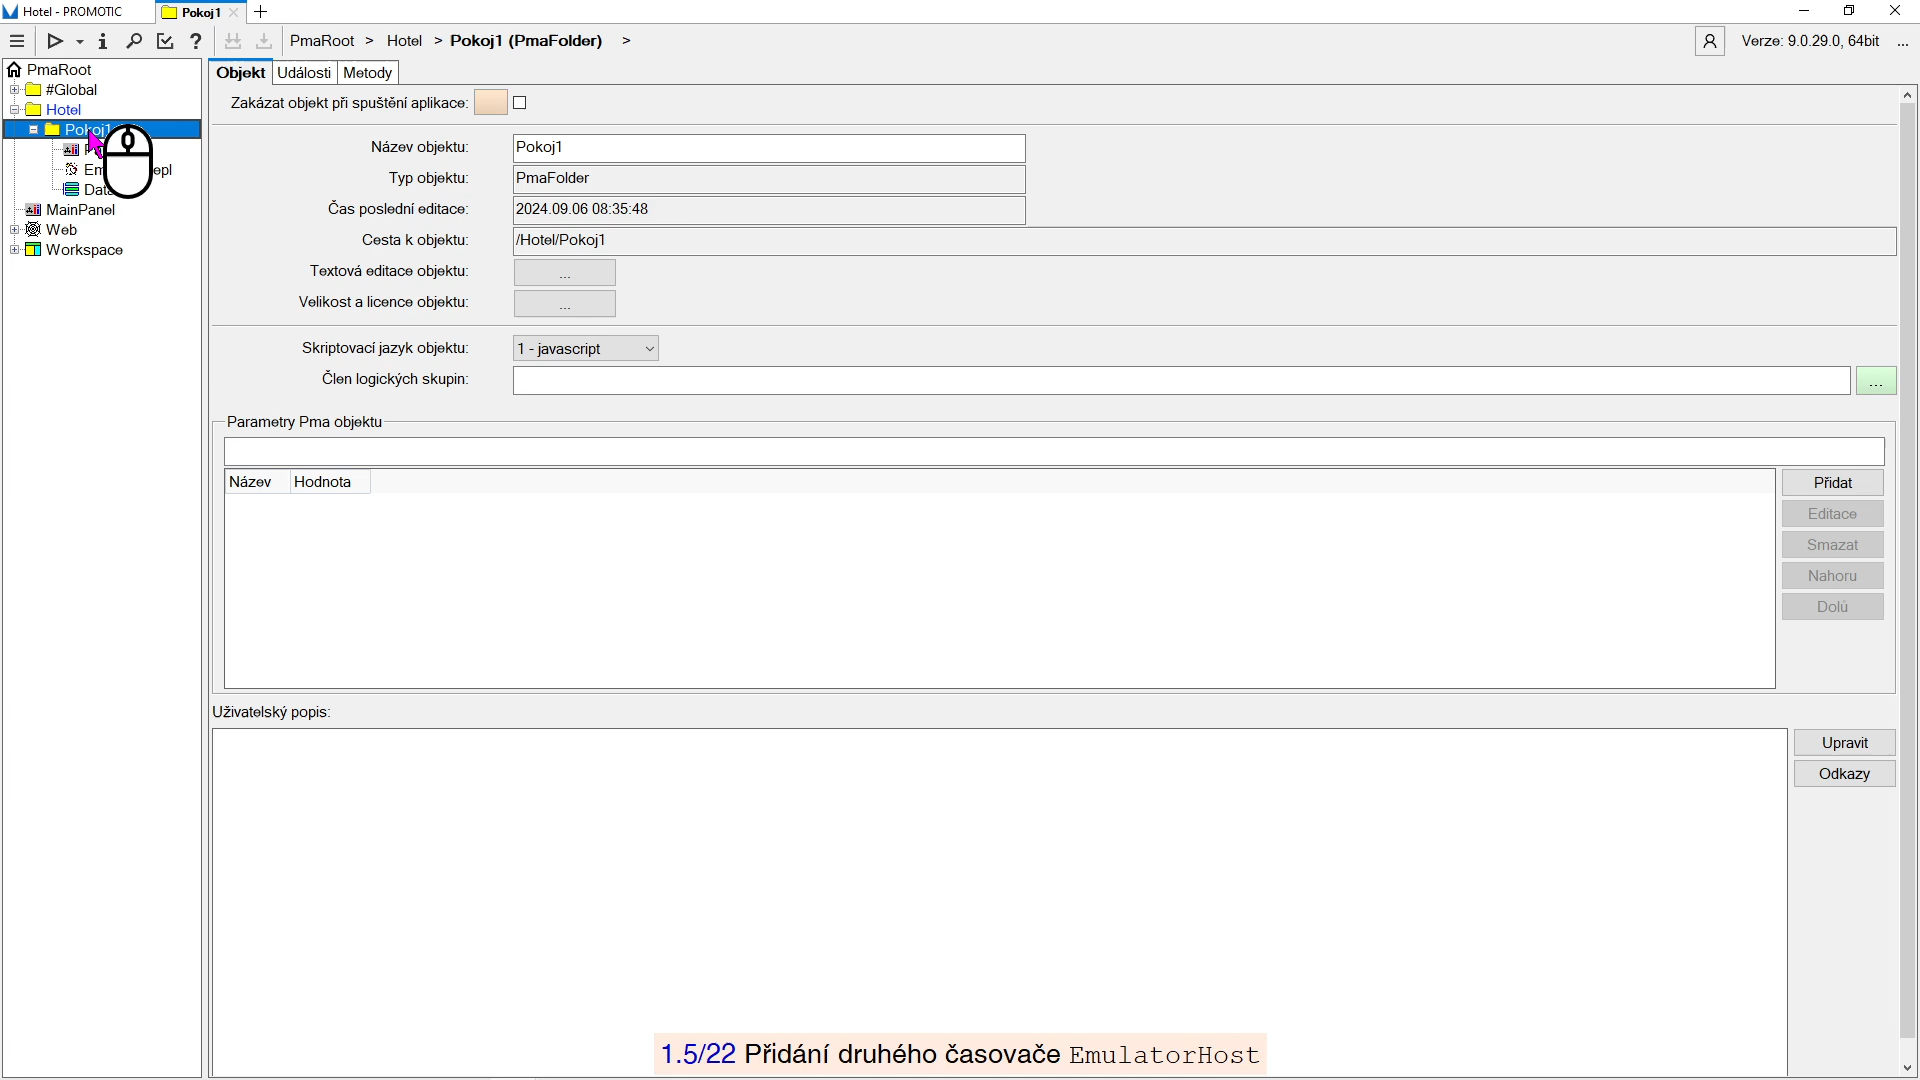 Hotel - PROMOTIC
Pokoj1
PmaRoot > Hotel > Pokoj1 (PmaFolder) >
Verze: 9.0.29.0, 64bit ...
PmaRoot
#Global
Hotel
Pokoj1
Em epl
Data
MainPanel
Web
Workspace
Objekt Události Metody
Zakázat objekt při spuštění aplikace:
Název objektu: Pokoj1
Typ objektu: PmaFolder
Čas poslední editace: 2024.09.06 08:35:48
Cesta k objektu: /Hotel/Pokoj1
Textová editace objektu: ...
Velikost a licence objektu: ...
Skriptovací jazyk objektu: 1 - javascript
Člen logických skupin: ...
Parametry Pma objektu
Název Hodnota
Přidat
Editace
Smazat
Nahoru
Dolů
Uživatelský popis:
Upravit
Odkazy
1.5/22 Přidání druhého časovače EmulatorHost